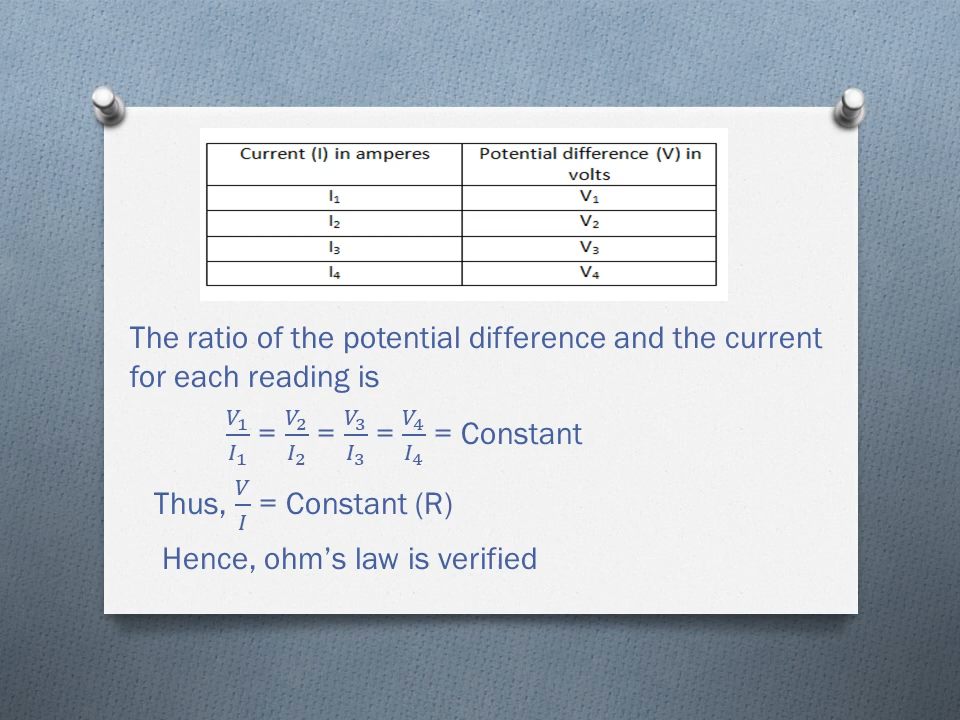 Current (I) in amperes | Potential difference (V) in volts
I₁ | V₁
I₂ | V₂
I₃ | V₃
I₄ | V₄
The ratio of the potential difference and the current
for each reading is
V₁/I₁ = V₂/I₂ = V₃/I₃ = V₄/I₄ = Constant
Thus, V/I = Constant (R)
Hence, ohm's law is verified